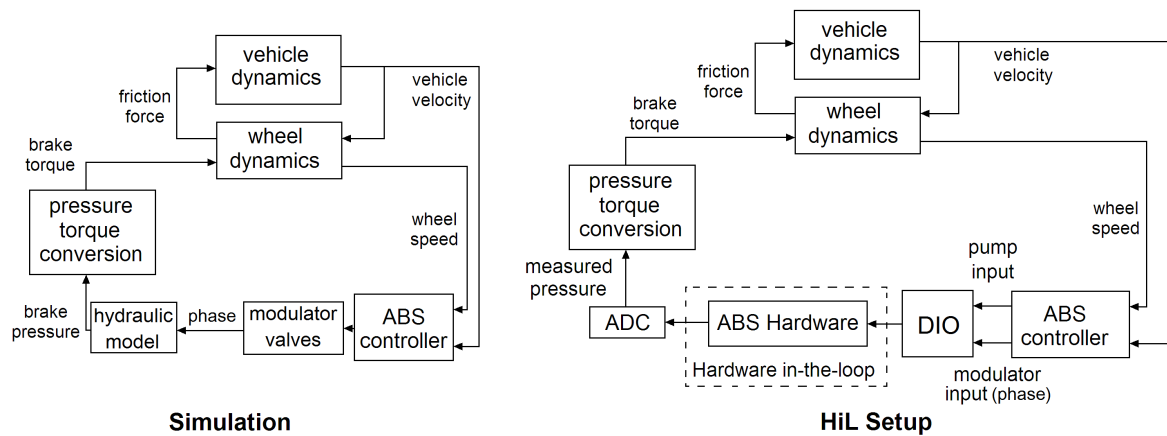 vehicle
dynamics
vehicle
velocity
friction
force
wheel
dynamics
brake
torque
pressure
torque
conversion
wheel
speed
brake
pressure
hydraulic
model
phase
modulator
valves
ABS
controller
Simulation
vehicle
dynamics
vehicle
velocity
friction
force
wheel
dynamics
brake
torque
pressure
torque
conversion
wheel
speed
measured
pressure
pump
input
ADC
ABS Hardware
Hardware in-the-loop
DIO
ABS
controller
modulator
input (phase)
HiL Setup